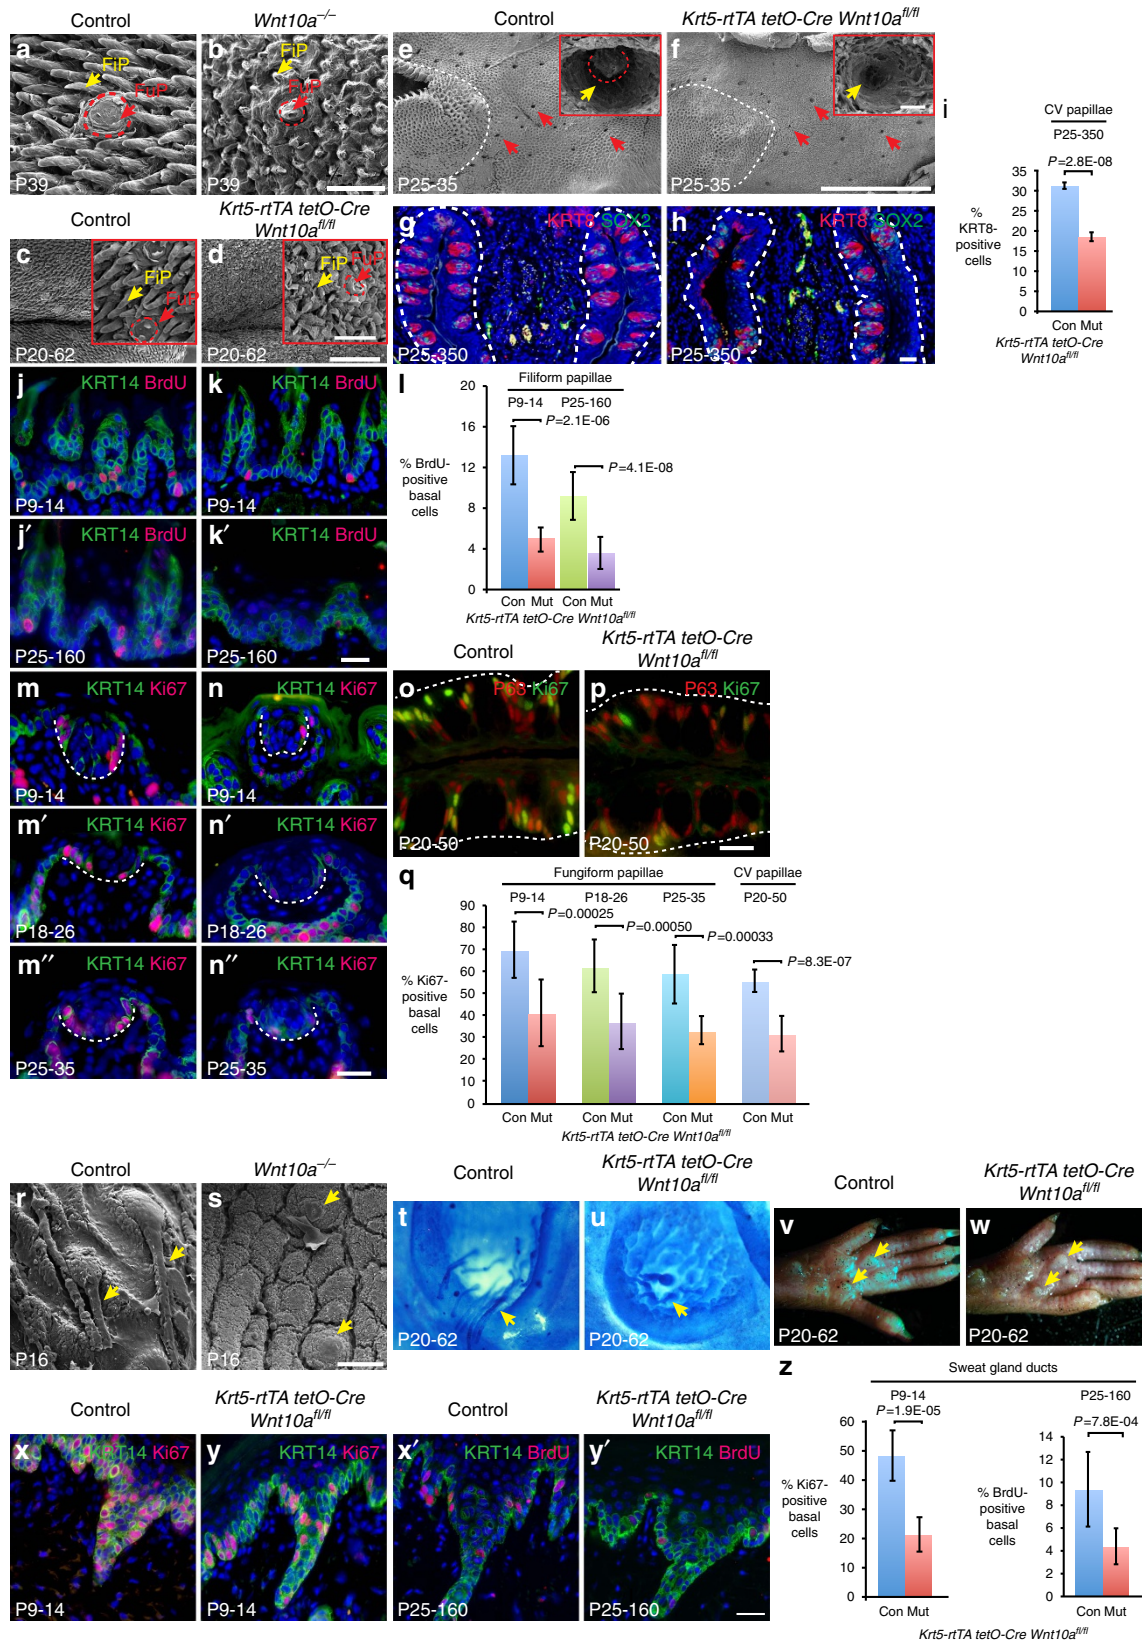 Control
Wnt10a–/–
a
FiP
FuP
P39
b
FiP
FuP
P39
Control
Krt5-rtTA tetO-Cre Wnt10afl/fl
e
P25-35
f
P25-35
i
CV papillae
P25-350
P=2.8E-08
35
30
25
20
15
10
5
0
%
KRT8-
positive
cells
Con Mut
Krt5-rtTA tetO-Cre
Wnt10afl/fl
Control
Krt5-rtTA tetO-Cre
Wnt10afl/fl
c
FiP
FuP
P20-62
d
FiP
FuP
P20-62
g
KRT8 SOX2
P25-350
h
KRT8 SOX2
P25-350
j
KRT14 BrdU
P9-14
k
KRT14 BrdU
P9-14
j′
KRT14 BrdU
P25-160
k′
KRT14 BrdU
P25-160
l
Filiform papillae
P9-14
P25-160
P=2.1E-06
P=4.1E-08
20
16
12
8
4
0
% BrdU-
positive
basal
cells
Con Mut
Con Mut
Krt5-rtTA tetO-Cre Wnt10afl/fl
m
KRT14 Ki67
P9-14
n
KRT14 Ki67
P9-14
m′
KRT14 Ki67
P18-26
n′
KRT14 Ki67
P18-26
m″
KRT14 Ki67
P25-35
n″
KRT14 Ki67
P25-35
Control
Krt5-rtTA tetO-Cre
Wnt10afl/fl
o
P63 Ki67
P20-50
p
P63 Ki67
P20-50
q
Fungiform papillae
CV papillae
P9-14
P18-26
P25-35
P20-50
P=0.00025
P=0.00050
P=0.00033
P=8.3E-07
90
80
70
60
50
40
30
20
10
0
% Ki67-
positive
basal
cells
Con Mut
Con Mut
Con Mut
Con Mut
Krt5-rtTA tetO-Cre Wnt10afl/fl
Control
Wnt10a–/–
r
P16
s
P16
Control
Krt5-rtTA tetO-Cre
Wnt10afl/fl
t
P20-62
u
P20-62
Control
Krt5-rtTA tetO-Cre
Wnt10afl/fl
v
P20-62
w
P20-62
Control
Krt5-rtTA tetO-Cre
Wnt10afl/fl
x
KRT14 Ki67
P9-14
y
KRT14 Ki67
P9-14
Control
Krt5-rtTA tetO-Cre
Wnt10afl/fl
x′
KRT14 BrdU
P25-160
y′
KRT14 BrdU
P25-160
z
Sweat gland ducts
P9-14
P=1.9E-05
60
50
40
30
20
10
0
% Ki67-
positive
basal
cells
Con Mut
P25-160
P=7.8E-04
14
12
10
8
6
4
2
0
% BrdU-
positive
basal
cells
Con Mut
Krt5-rtTA tetO-Cre Wnt10afl/fl